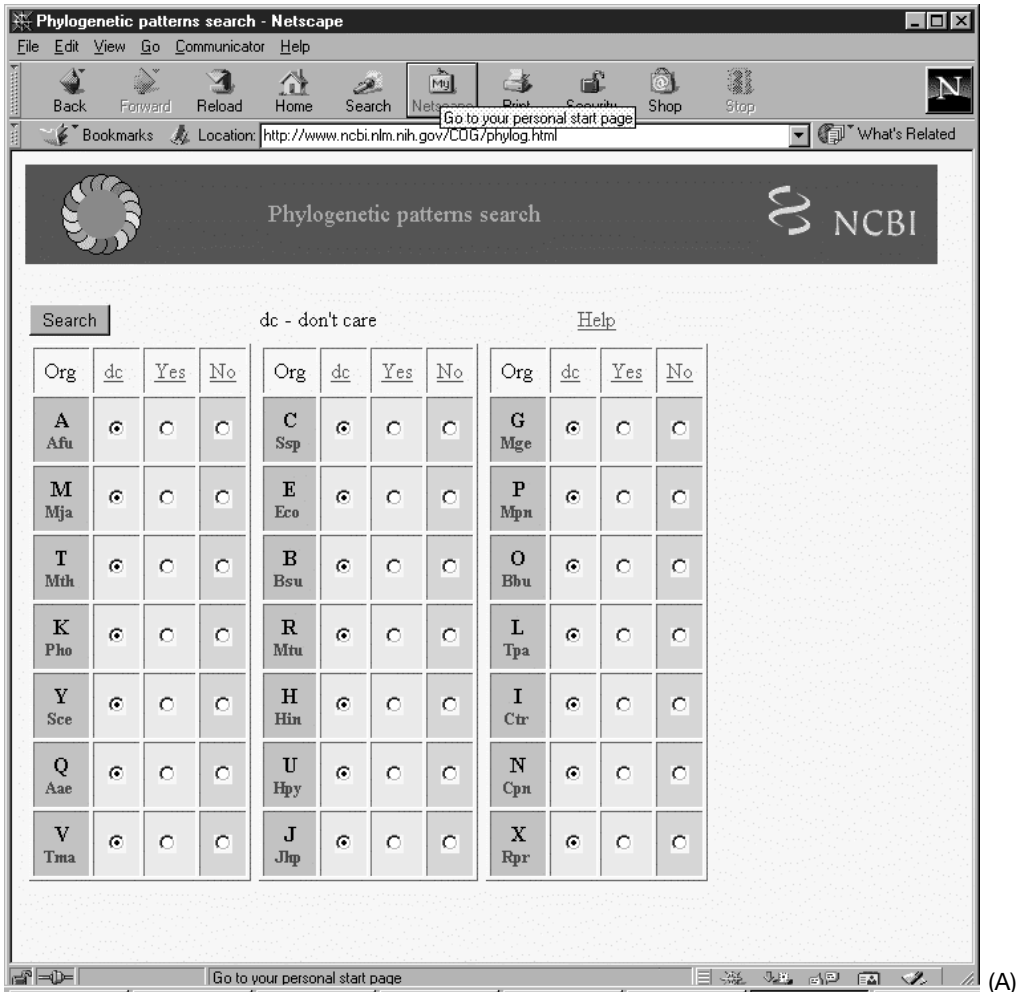 Phylogenetic patterns search - Netscape
File Edit View Go Communicator Help
Back Forward Reload Home Search Netscape Print Security Shop Stop
Go to your personal start page
Bookmarks Location: http://www.ncbi.nlm.nih.gov/COG/phylog.html What's Related
Phylogenetic patterns search NCBI
Search dc - don't care Help
Org dc Yes No Org dc Yes No Org dc Yes No
A C G
Afu Ssp Mge
M E P
Mja Eco Mpn
T B O
Mth Bsu Bbu
K R L
Pho Mtu Tpa
Y H I
Sce Hin Ctr
Q U N
Aae Hpy Cpn
V J X
Tma Jhp Rpr
Go to your personal start page
(A)